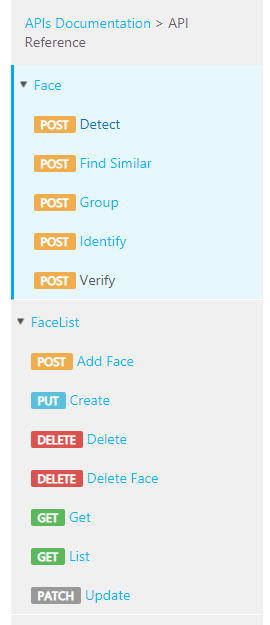 APIs Documentation > API
Reference
Face
POST Detect
POST Find Similar
POST Group
POST Identify
POST Verify
FaceList
POST Add Face
PUT Create
DELETE Delete
DELETE Delete Face
GET Get
GET List
PATCH Update